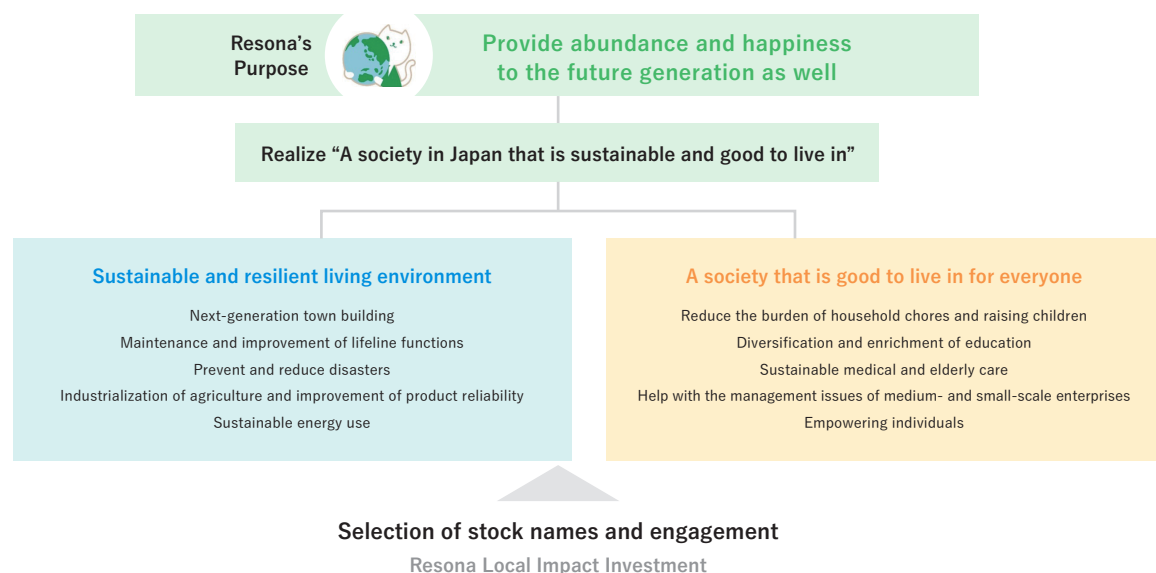 Resona's
Purpose
Provide abundance and happiness
to the future generation as well
Realize “A society in Japan that is sustainable and good to live in”
Sustainable and resilient living environment
Next-generation town building
Maintenance and improvement of lifeline functions
Prevent and reduce disasters
Industrialization of agriculture and improvement of product reliability
Sustainable energy use
A society that is good to live in for everyone
Reduce the burden of household chores and raising children
Diversification and enrichment of education
Sustainable medical and elderly care
Help with the management issues of medium- and small-scale enterprises
Empowering individuals
Selection of stock names and engagement
Resona Local Impact Investment